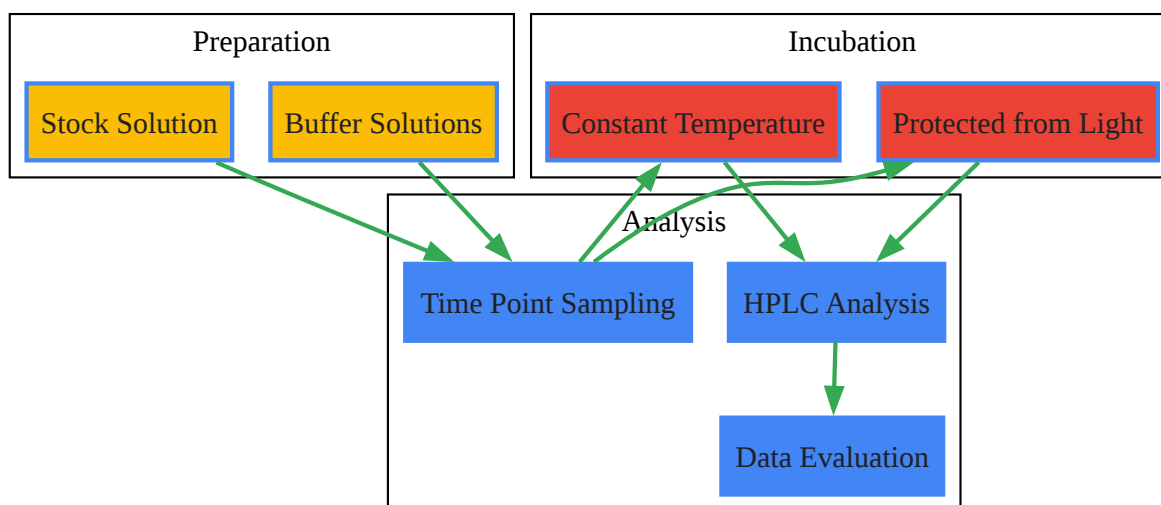 Preparation
Incubation
Stock Solution
Buffer Solutions
Constant Temperature
Protected from Light
Analysis
Time Point Sampling
HPLC Analysis
Data Evaluation